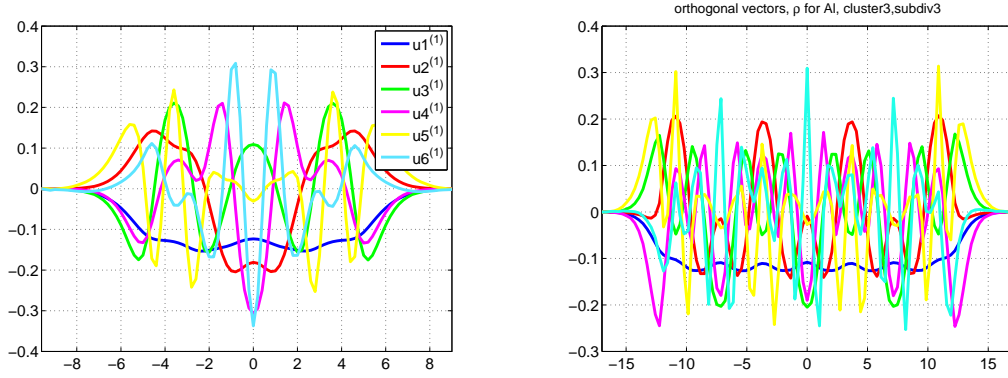 orthogonal vectors, ρ for Al, cluster3,subdiv3
0.4
0.3
0.2
0.1
0
−0.1
−0.2
−0.3
−0.4
−8 −6 −4 −2 0 2 4 6 8
u1(1)
u2(1)
u3(1)
u4(1)
u5(1)
u6(1)
0.4
0.3
0.2
0.1
0
−0.1
−0.2
−0.3
−15 −10 −5 0 5 10 15